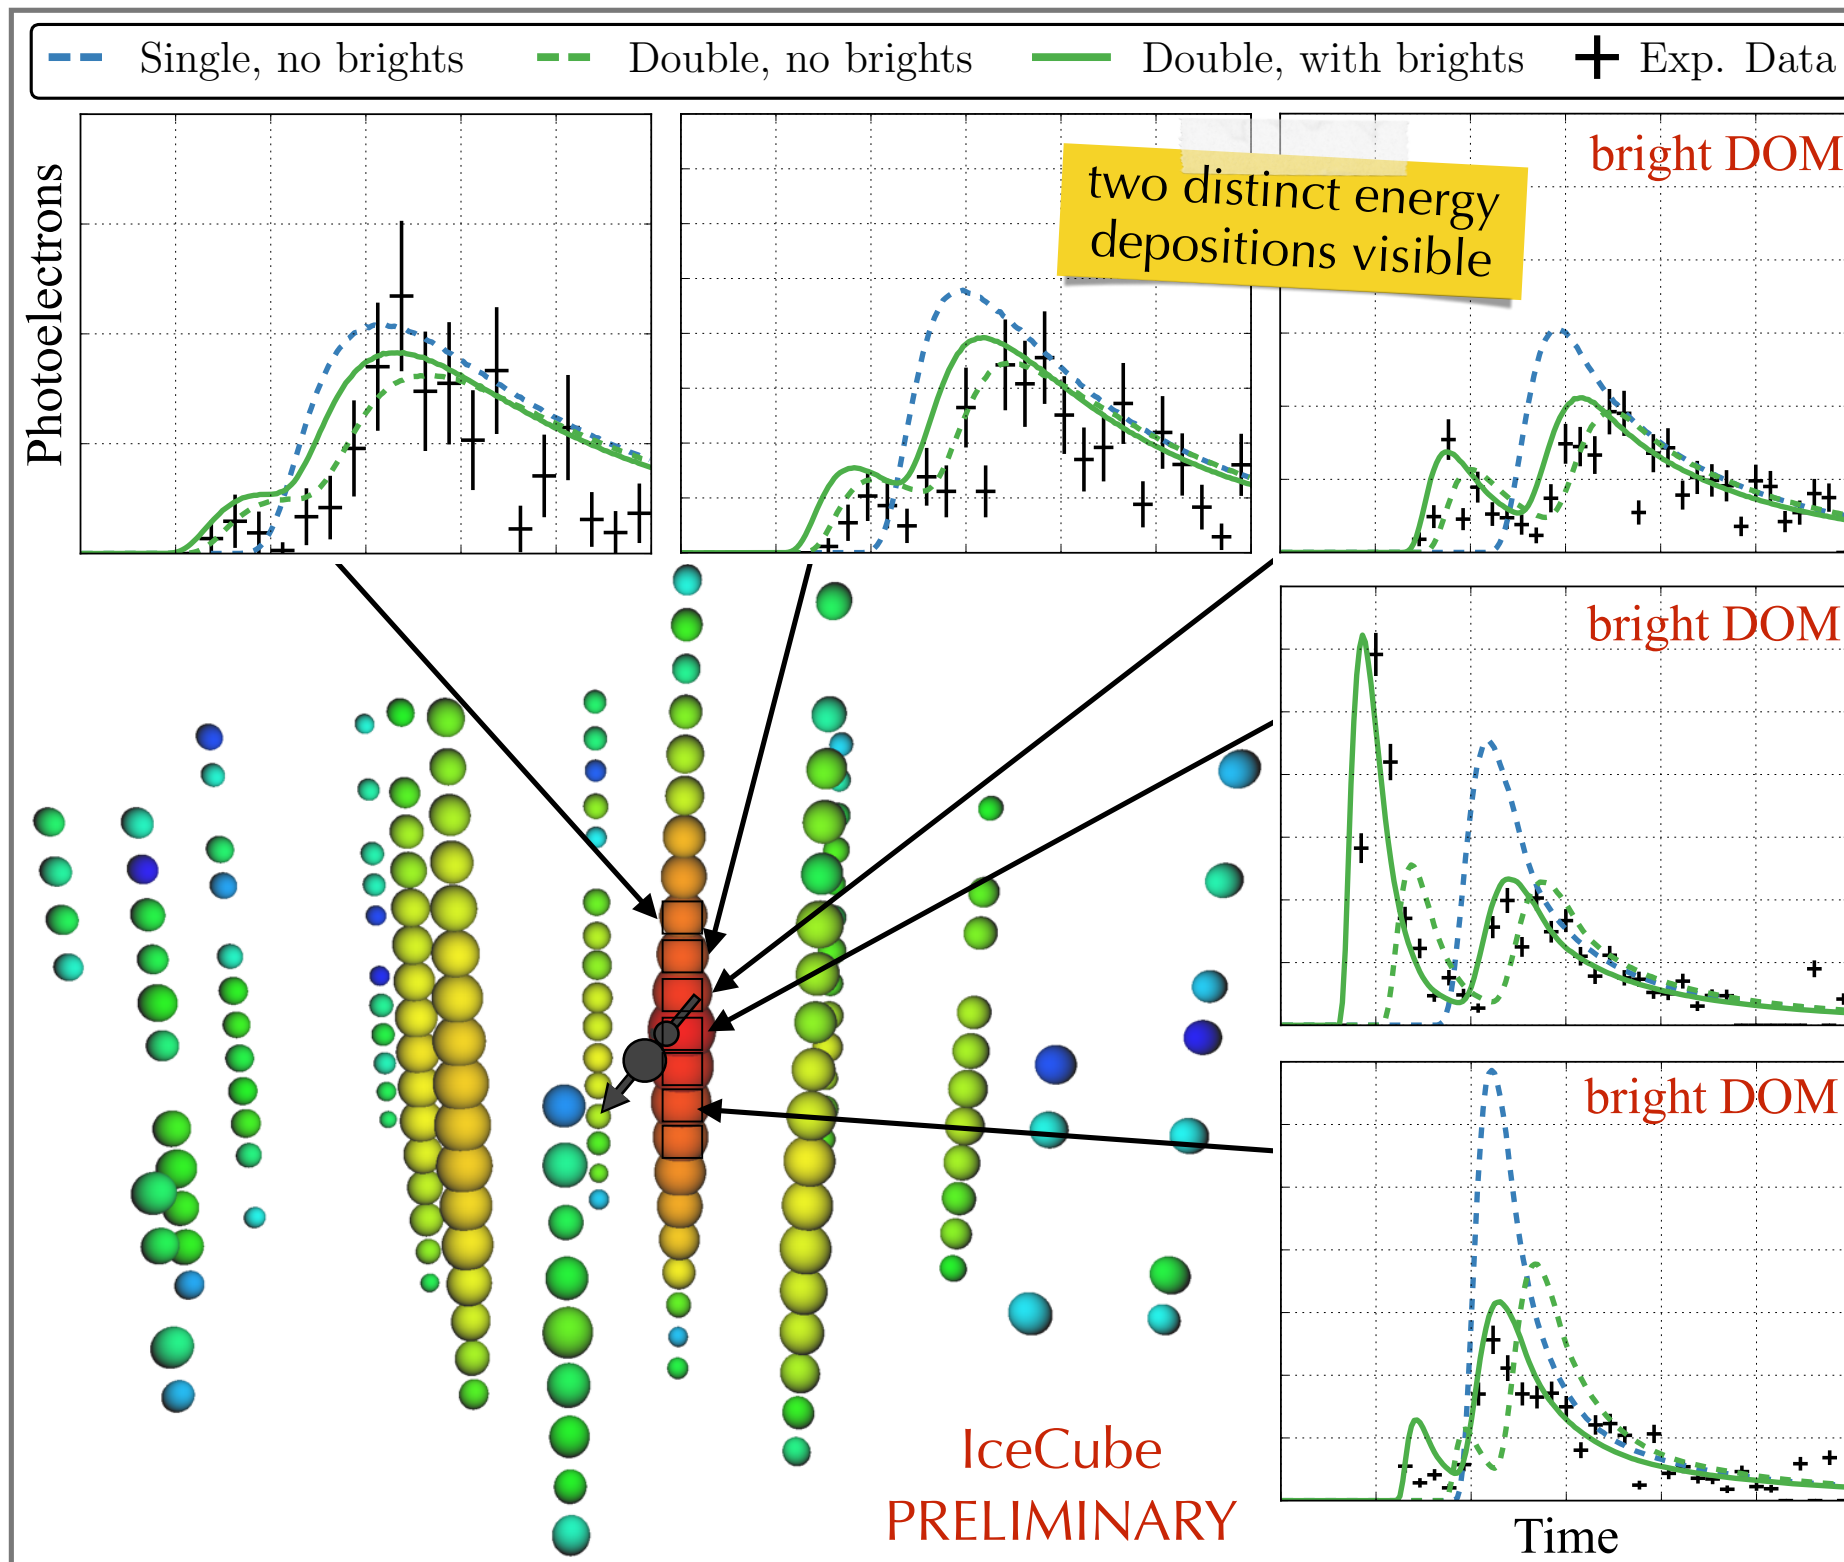 Single, no brights
Double, no brights
Double, with brights
Exp. Data
Photoelectrons
two distinct energy
depositions visible
bright DOM
bright DOM
bright DOM
IceCube
PRELIMINARY
Time